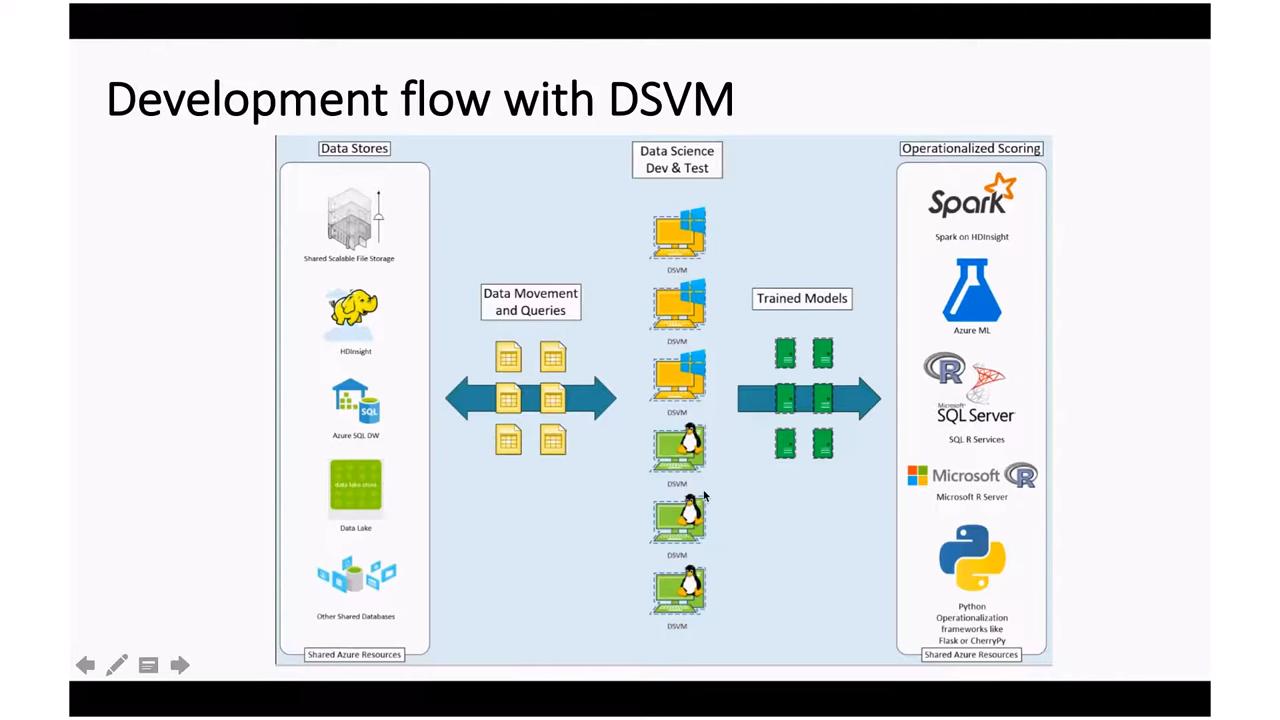 Development flow with DSVM
Data Stores
Shared Scalable File Storage
HDInsight
SQL
Azure SQL DW
data lake store
Data Lake
Other Shared Databases
Shared Azure Resources
Data Movement
and Queries
Data Science
Dev & Test
DSVM
DSVM
DSVM
DSVM
DSVM
DSVM
Trained Models
Operationalized Scoring
Spark
Spark on HDInsight
Azure ML
R
Microsoft
SQL Server
SQL R Services
Microsoft R
Microsoft R Server
Python
Operationalization
frameworks like
Flask or CherryPy
Shared Azure Resources